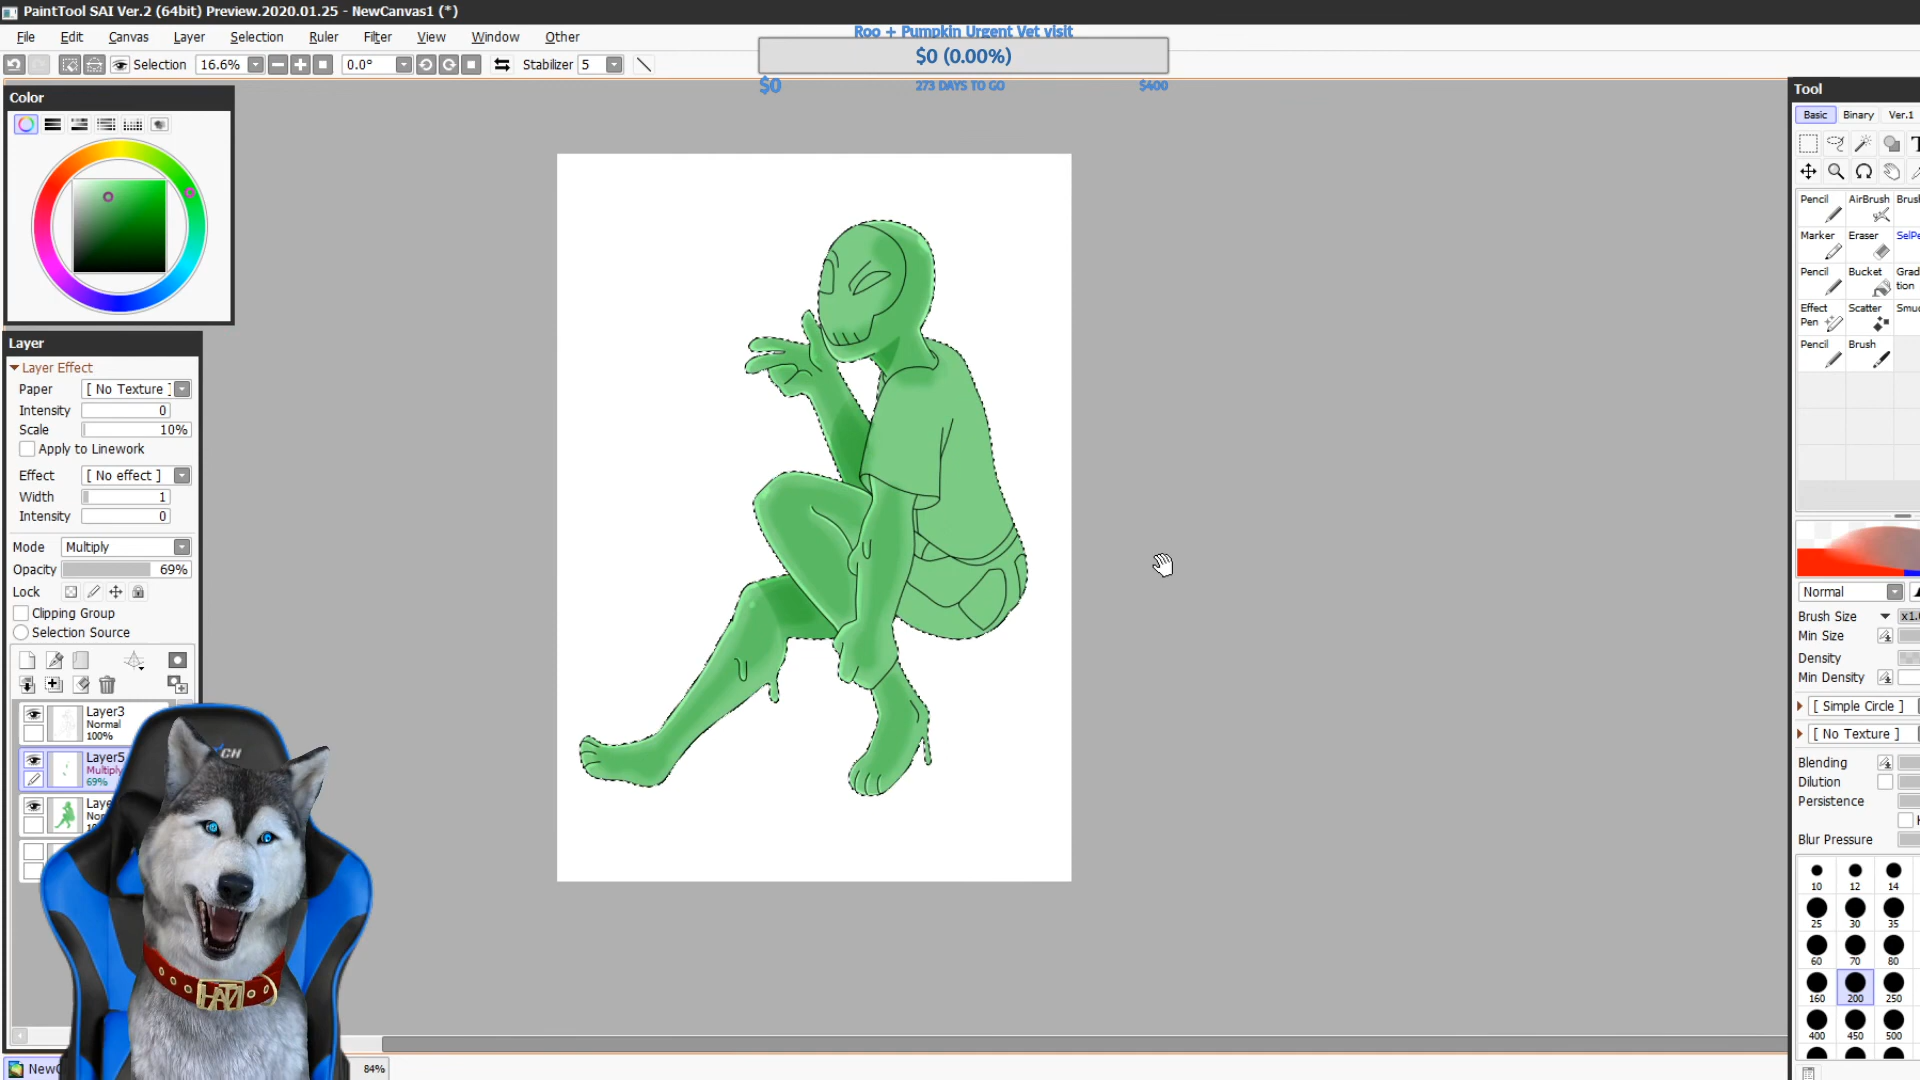 PaintTool SAI Ver.2 (64bit) Preview.2020.01.25 - NewCanvas1 (*)
File Edit Canvas Layer Selection Ruler Filter View Window Other
Roo + Pumpkin Urgent Vet visit
$0 (0.00%)
$0 273 DAYS TO GO $400
Selection 16.6% 0.0° Stabilizer 5
Color
Layer
Layer Effect
Paper [ No Texture ]
Intensity 0
Scale 10%
Apply to Linework
Effect [ No effect ]
Width 1
Intensity 0
Mode Multiply
Opacity 69%
Lock
Clipping Group
Selection Source
Layer3
Normal
100%
Layer5
Multiply
69%
Tool
Basic Binary Ver.1
Pencil AirBrush
Marker Eraser
Pencil Bucket
Effect Pen Scatter
Pencil Brush
Normal
Brush Size
Min Size
Density
Min Density
[ Simple Circle ]
[ No Texture ]
Blending
Dilution
Persistence
Blur Pressure
10 12 14
25 30 35
60 70 80
160 200 250
400 450 500
84%